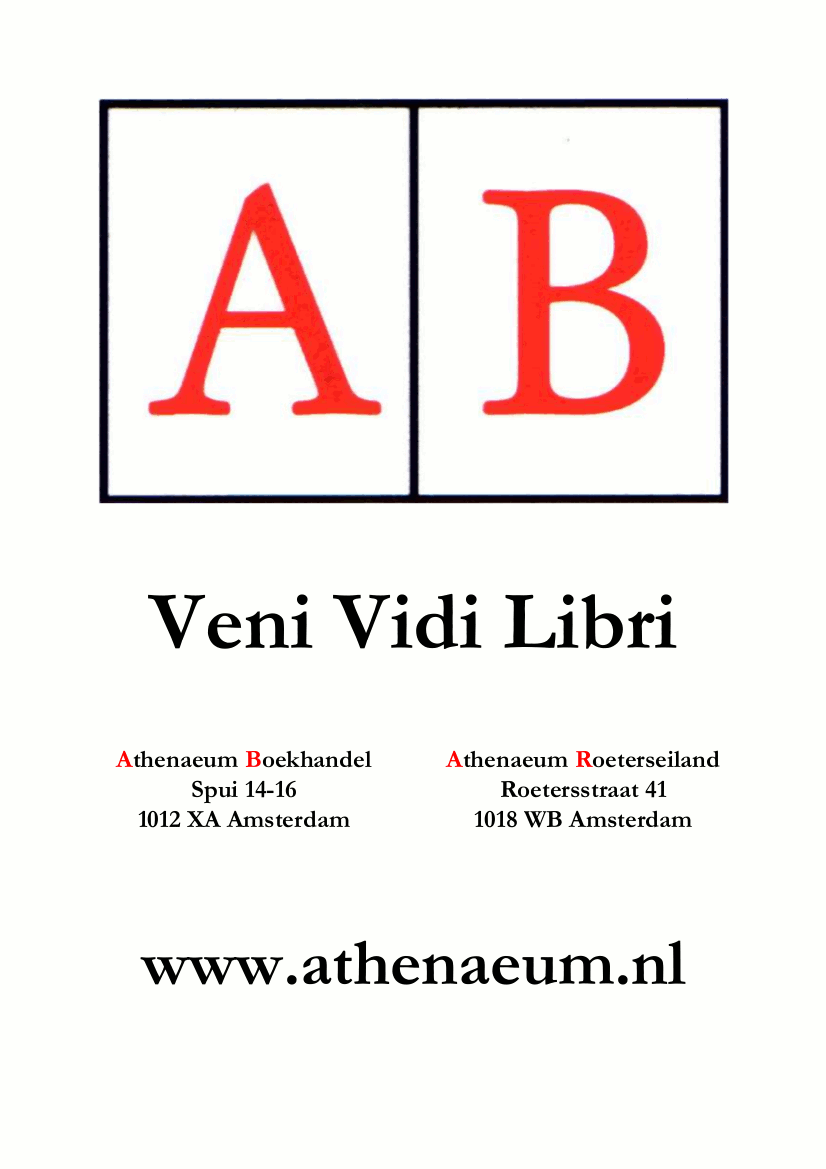 A B
Veni Vidi Libri
Athenaeum Boekhandel
Spui 14-16
1012 XA Amsterdam
Athenaeum Roeterseiland
Roetersstraat 41
1018 WB Amsterdam
www.athenaeum.nl